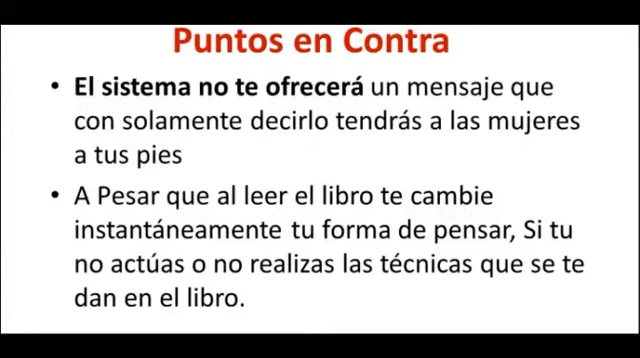 Puntos en Contra
• El sistema no te ofrecerá un mensaje que
con solamente decirlo tendrás a las mujeres
a tus pies
• A Pesar que al leer el libro te cambie
instantáneamente tu forma de pensar, Si tu
no actúas o no realizas las técnicas que se te
dan en el libro.